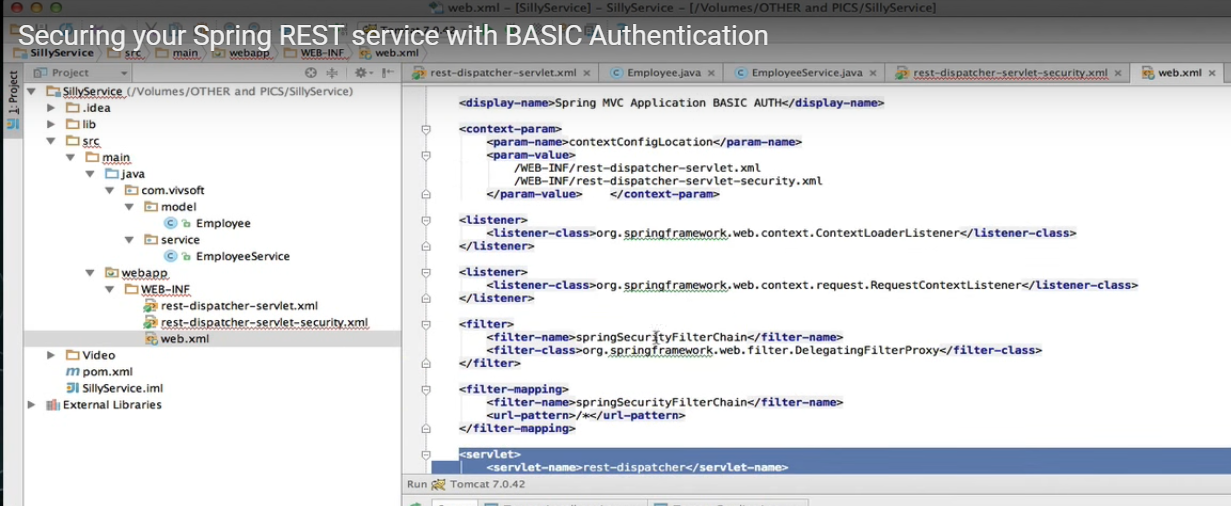 web.xml - [SillyService] - SillyService - [/Volumes/OTHER and PICS/SillyService]
Securing your Spring REST service with BASIC Authentication
Tomcat 7.0.42
SillyService src main webapp WEB-INF web.xml
1: Project
Project
rest-dispatcher-servlet.xml Employee.java EmployeeService.java rest-dispatcher-servlet-security.xml web.xml
SillyService (/Volumes/OTHER and PICS/SillyService)
.idea
lib
src
main
java
com.vivsoft
model
Employee
service
EmployeeService
webapp
WEB-INF
rest-dispatcher-servlet.xml
rest-dispatcher-servlet-security.xml
web.xml
Video
pom.xml
SillyService.iml
External Libraries
<display-name>Spring MVC Application BASIC AUTH</display-name>
<context-param>
<param-name>contextConfigLocation</param-name>
<param-value>
/WEB-INF/rest-dispatcher-servlet.xml
/WEB-INF/rest-dispatcher-servlet-security.xml
</param-value> </context-param>
<listener>
<listener-class>org.springframework.web.context.ContextLoaderListener</listener-class>
</listener>
<listener>
<listener-class>org.springframework.web.context.request.RequestContextListener</listener-class>
</listener>
<filter>
<filter-name>springSecurityFilterChain</filter-name>
<filter-class>org.springframework.web.filter.DelegatingFilterProxy</filter-class>
</filter>
<filter-mapping>
<filter-name>springSecurityFilterChain</filter-name>
<url-pattern>/*</url-pattern>
</filter-mapping>
<servlet>
<servlet-name>rest-dispatcher</servlet-name>
Run Tomcat 7.0.42